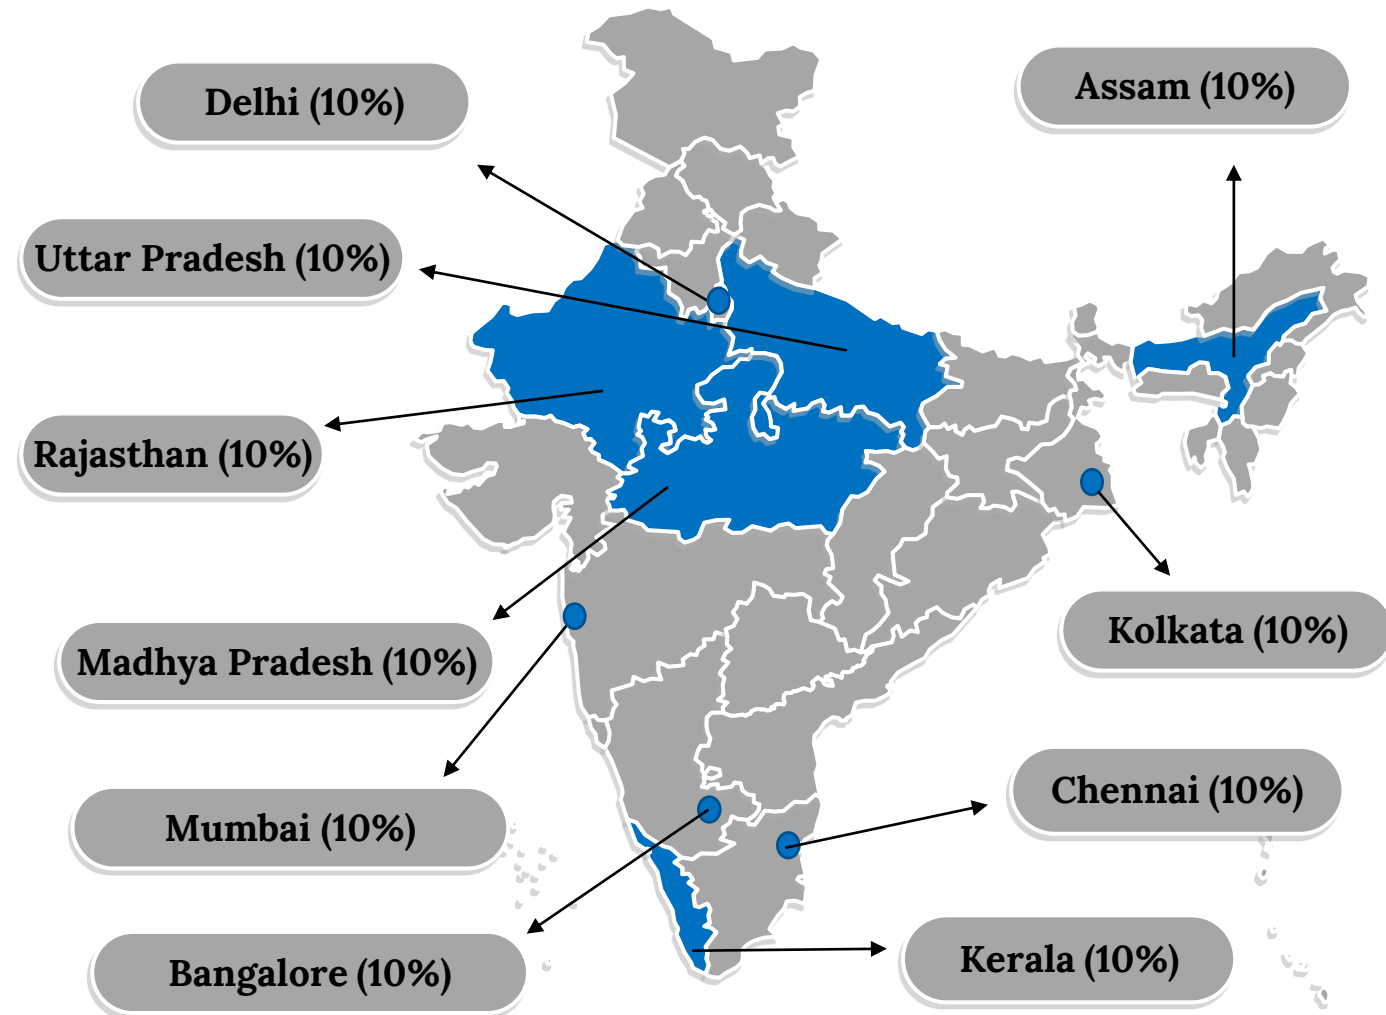 Delhi (10%)
Assam (10%)
Uttar Pradesh (10%)
Rajasthan (10%)
Madhya Pradesh (10%)
Kolkata (10%)
Mumbai (10%)
Chennai (10%)
Bangalore (10%)
Kerala (10%)